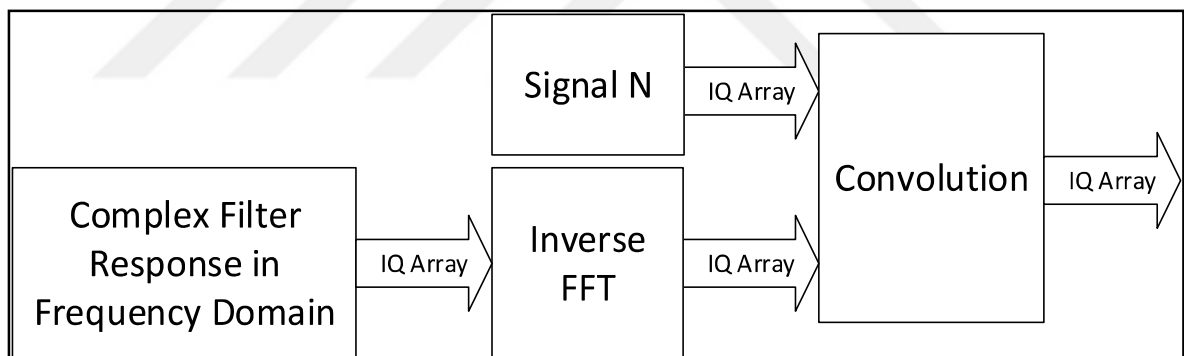 Signal N
IQ Array
Convolution
IQ Array
Complex Filter
Response in
Frequency Domain
IQ Array
Inverse
FFT
IQ Array